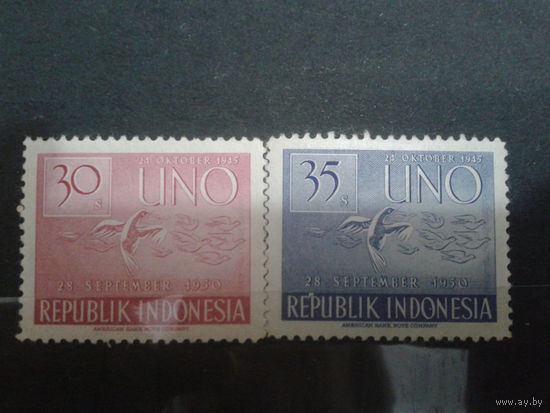 30 s
24 OKTOBER 1945
UNO
28 SEPTEMBER 1950
REPUBLIK INDONESIA
AMERICAN BANK NOTE COMPANY
35 s
24 OKTOBER 1945
UNO
28 SEPTEMBER 1950
REPUBLIK INDONESIA
AMERICAN BANK NOTE COMPANY
www.ay.by